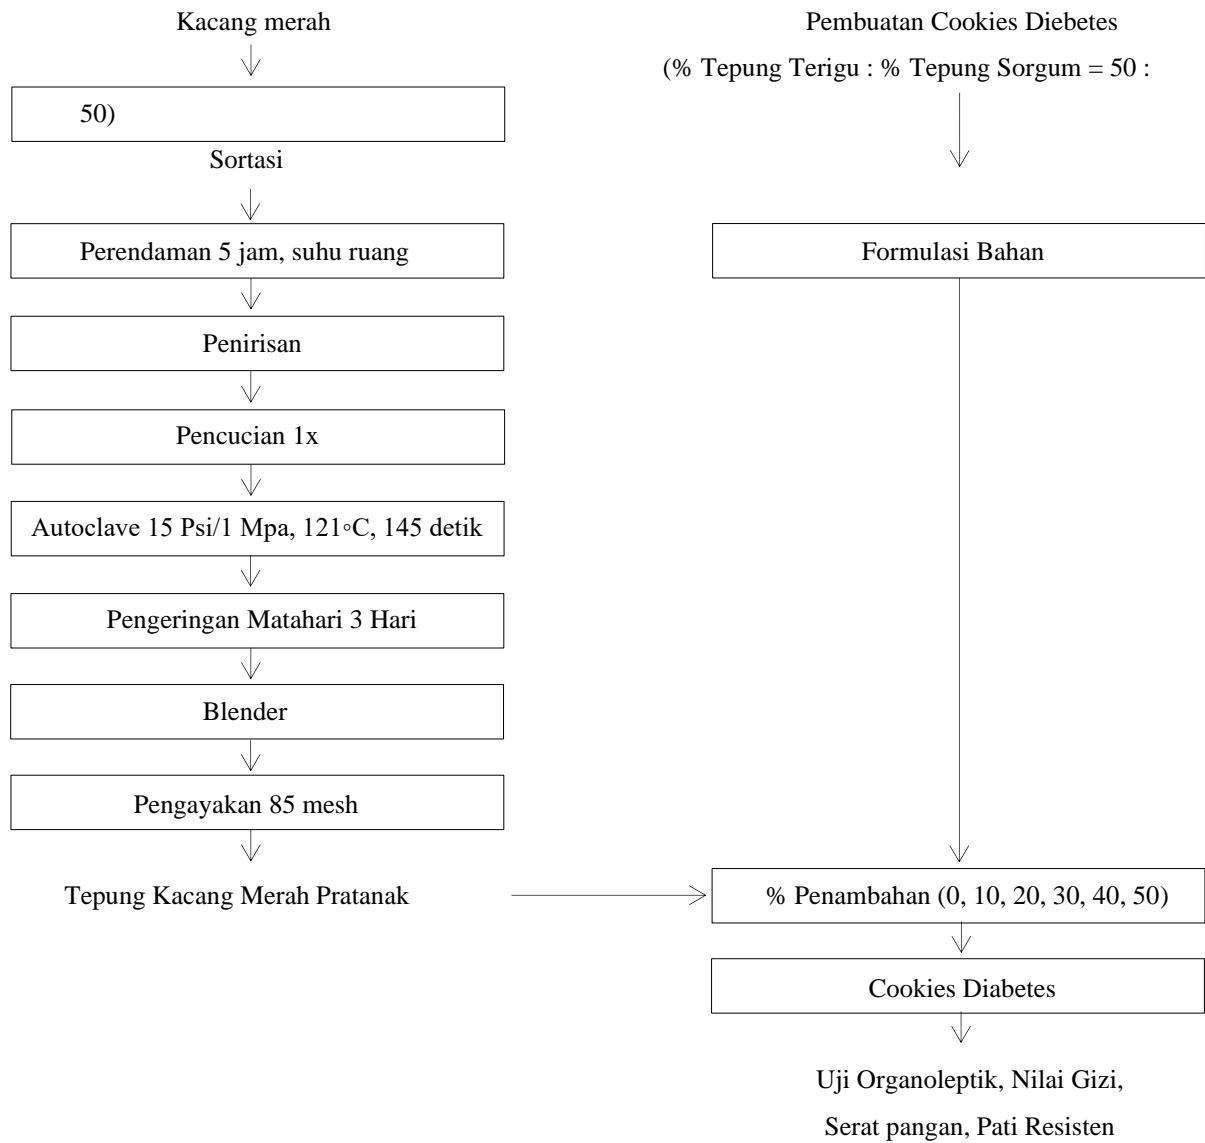 Kacang merah
Pembuatan Cookies Diebetes
(% Tepung Terigu : % Tepung Sorgum = 50 :
50)
Sortasi
Perendaman 5 jam, suhu ruang
Formulasi Bahan
Penirisan
Pencucian 1x
Autoclave 15 Psi/1 Mpa, 121◦C, 145 detik
Pengeringan Matahari 3 Hari
Blender
Pengayakan 85 mesh
Tepung Kacang Merah Pratanak
% Penambahan (0, 10, 20, 30, 40, 50)
Cookies Diabetes
Uji Organoleptik, Nilai Gizi,
Serat pangan, Pati Resisten